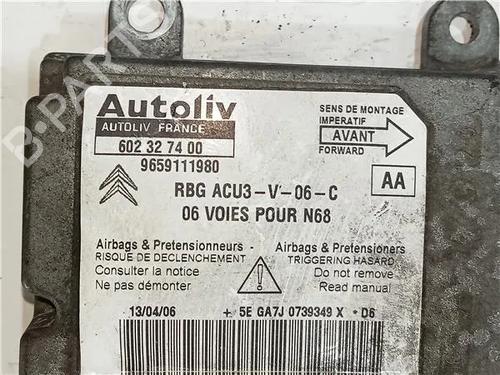 Autoliv
AUTOLIV FRANCE
602 32 74 00
9659111980
SENS DE MONTAGE
IMPERATIF
AVANT
FORWARD
RBG ACU3-V-06-C
AA
06 VOIES POUR N68
Airbags & Pretensionneurs -
RISQUE DE DECLENCHEMENT
Consulter la notice
Ne pas démonter
Airbags & Pretensioners
TRIGGERING HASARD
Do not remove
Read manual
13/04/06
+ 5E GA7J 0739349 X · D6
B-PARTS